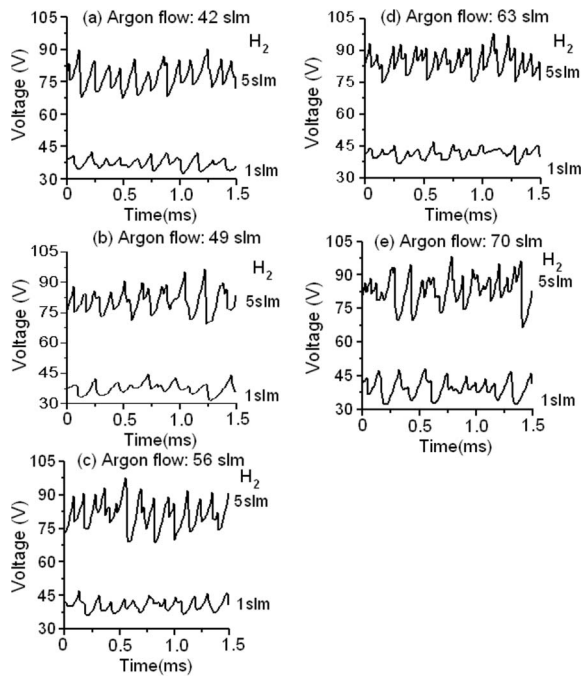 (a) Argon flow: 42 slm
105
90
75
60
45
30
Voltage (V)
H2
5slm
1slm
0 0.5 1.0 1.5
Time(ms)
(b) Argon flow: 49 slm
105
90
75
60
45
30
Voltage (V)
H2
5slm
1slm
0 0.5 1.0 1.5
Time(ms)
(c) Argon flow: 56 slm
105
90
75
60
45
30
Voltage (V)
H2
5slm
1slm
0 0.5 1.0 1.5
Time(ms)
(d) Argon flow: 63 slm
105
90
75
60
45
30
Voltage (V)
H2
5slm
1slm
0 0.5 1.0 1.5
Time(ms)
(e) Argon flow: 70 slm
105
90
75
60
45
30
Voltage (V)
H2
5slm
1slm
0 0.5 1.0 1.5
Time(ms)